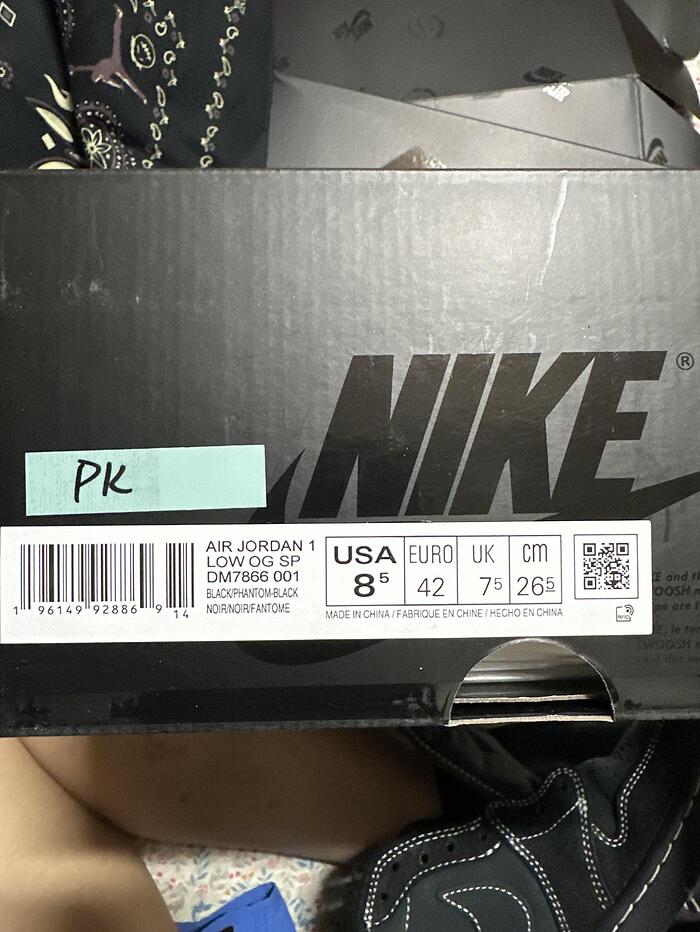 NIKE®
PK
AIR JORDAN 1
LOW OG SP
DM7866 001
BLACK/PHANTOM-BLACK
NOIR/NOIR/FANTOME
1 96149 92886 9 14
USA EURO UK cm
8⁵ 42 7⁵ 26⁵
MADE IN CHINA / FABRIQUE EN CHINE / HECHO EN CHINA